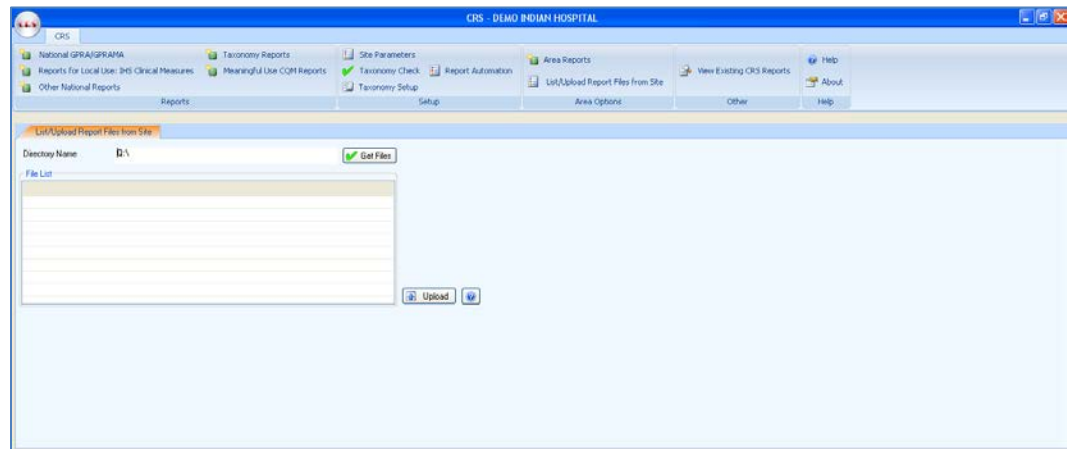 CRS - DEMO INDIAN HOSPITAL
CRS
National GPRA/GPRAMA
Reports for Local Use: IHS Clinical Measures
Other National Reports
Taxonomy Reports
Meaningful Use CQM Reports
Reports
Site Parameters
Taxonomy Check
Report Automation
Taxonomy Setup
Setup
Area Reports
List/Upload Report Files from Site
Area Options
View Existing CRS Reports
Other
Help
About
Help
List/Upload Report Files from Site
Directory Name
Get Files
File List
Upload